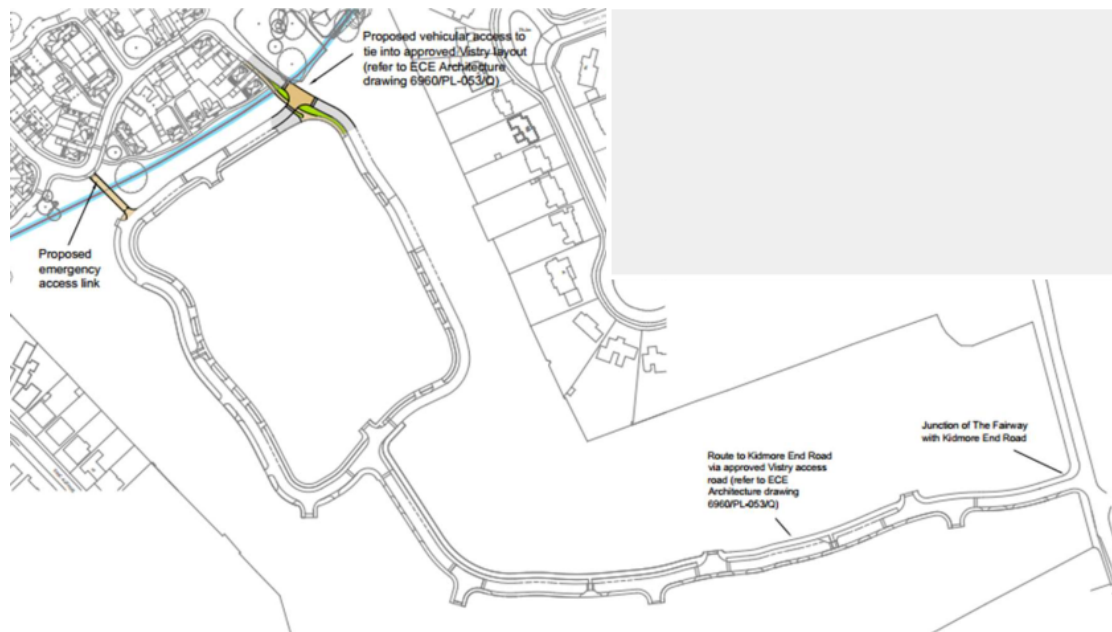 Proposed vehicular access to
tie into approved Vistry layout
(refer to ECE Architecture
drawing 6960/PL-053/Q)
Proposed
emergency
access link
Junction of The Fairway
with Kidmore End Road
Route to Kidmore End Road
via approved Vistry access
road (refer to ECE
Architecture drawing
6960/PL-053/Q)